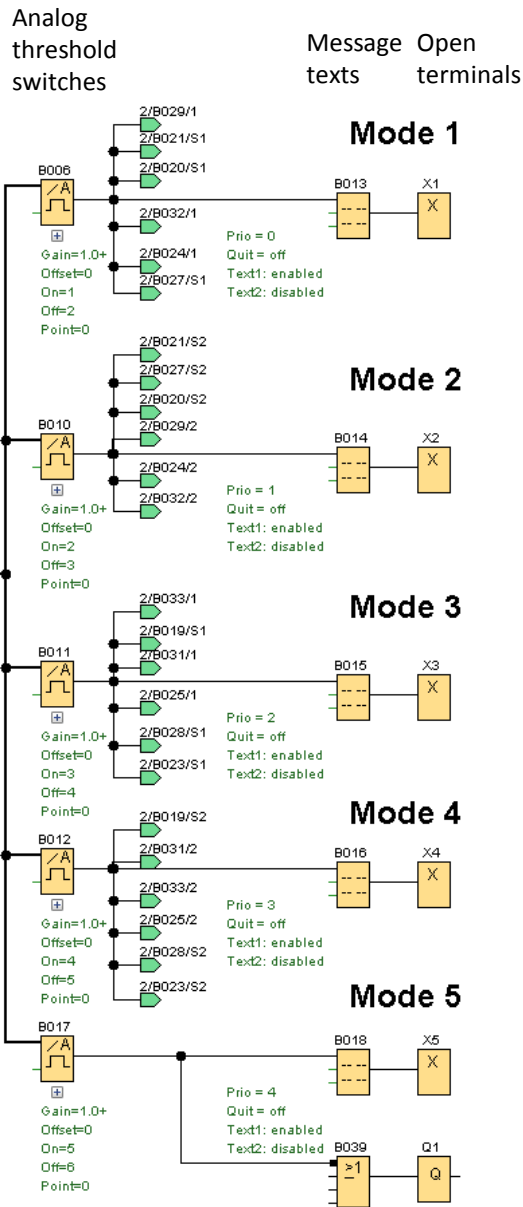 Analog
threshold
switches
Message
texts
Open
terminals
Mode 1
2/B029/1
2/B021/S1
2/B020/S1
2/B032/1
2/B024/1
2/B027/S1
B006
/A
Gain=1.0+
Offset=0
On=1
Off=2
Point=0
Prio = 0
Quit = off
Text1: enabled
Text2: disabled
B013
X1
X
Mode 2
2/B021/S2
2/B027/S2
2/B020/S2
2/B029/2
2/B024/2
2/B032/2
B010
/A
Gain=1.0+
Offset=0
On=2
Off=3
Point=0
Prio = 1
Quit = off
Text1: enabled
Text2: disabled
B014
X2
X
Mode 3
2/B033/1
2/B019/S1
2/B031/1
2/B025/1
2/B028/S1
2/B023/S1
B011
/A
Gain=1.0+
Offset=0
On=3
Off=4
Point=0
Prio = 2
Quit = off
Text1: enabled
Text2: disabled
B015
X3
X
Mode 4
2/B019/S2
2/B031/2
2/B033/2
2/B025/2
2/B028/S2
2/B023/S2
B012
/A
Gain=1.0+
Offset=0
On=4
Off=5
Point=0
Prio = 3
Quit = off
Text1: enabled
Text2: disabled
B016
X4
X
Mode 5
B017
/A
Gain=1.0+
Offset=0
On=5
Off=6
Point=0
Prio = 4
Quit = off
Text1: enabled
Text2: disabled
B018
X5
X
B039
≥1
Q1
Q